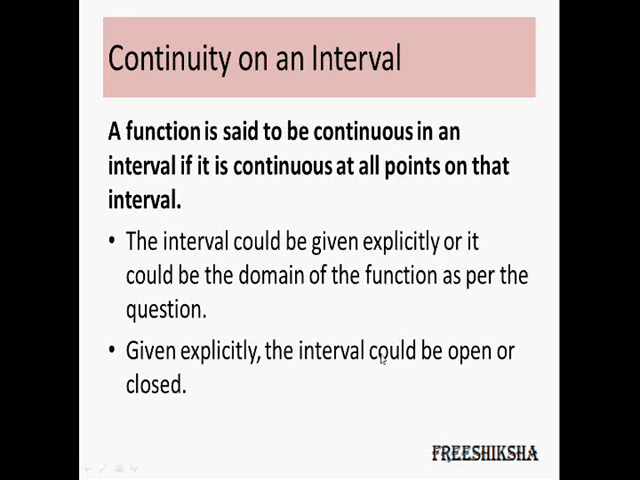 Continuity on an Interval
A function is said to be continuous in an
interval if it is continuous at all points on that
interval.
• The interval could be given explicitly or it
could be the domain of the function as per the
question.
• Given explicitly, the interval could be open or
closed.
FREESHIKSHA